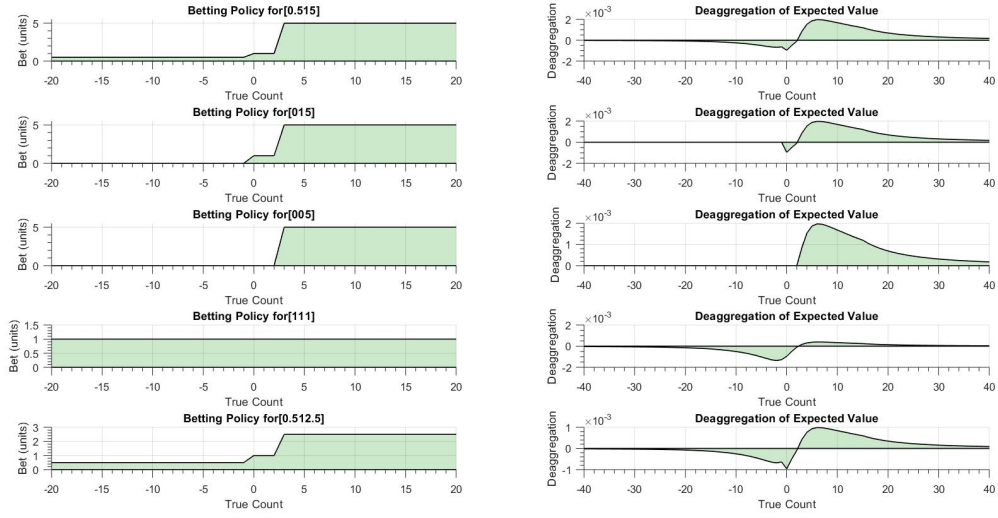 Betting Policy for[0.515]
Bet (units)
5
0
-20 -15 -10 -5 0 5 10 15 20
True Count
Deaggregation of Expected Value
×10-3
Deaggregation
2
0
-2
-40 -30 -20 -10 0 10 20 30 40
True Count
Betting Policy for[015]
Bet (units)
5
0
-20 -15 -10 -5 0 5 10 15 20
True Count
Deaggregation of Expected Value
×10-3
Deaggregation
2
0
-2
-40 -30 -20 -10 0 10 20 30 40
True Count
Betting Policy for[005]
Bet (units)
5
0
-20 -15 -10 -5 0 5 10 15 20
True Count
Deaggregation of Expected Value
×10-3
Deaggregation
2
1
0
-40 -30 -20 -10 0 10 20 30 40
True Count
Betting Policy for[111]
Bet (units)
1.5
1
0.5
0
-20 -15 -10 -5 0 5 10 15 20
True Count
Deaggregation of Expected Value
×10-3
Deaggregation
2
0
-2
-40 -30 -20 -10 0 10 20 30 40
True Count
Betting Policy for[0.512.5]
Bet (units)
3
2
1
0
-20 -15 -10 -5 0 5 10 15 20
True Count
Deaggregation of Expected Value
×10-3
Deaggregation
1
0
-1
-40 -30 -20 -10 0 10 20 30 40
True Count